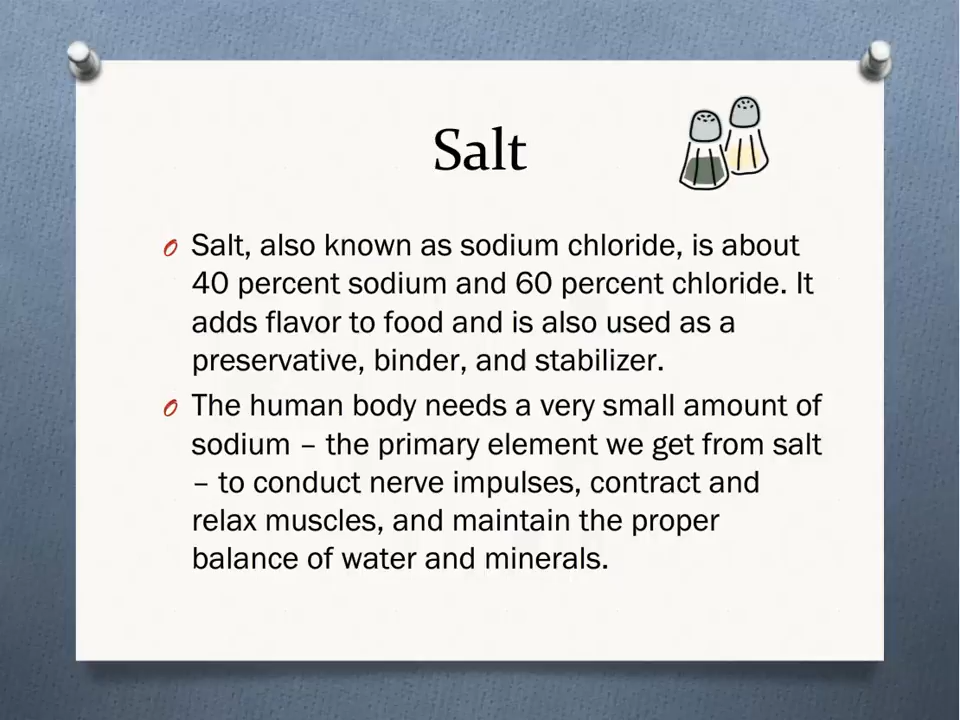 Salt
Salt, also known as sodium chloride, is about
40 percent sodium and 60 percent chloride. It
adds flavor to food and is also used as a
preservative, binder, and stabilizer.
The human body needs a very small amount of
sodium – the primary element we get from salt
– to conduct nerve impulses, contract and
relax muscles, and maintain the proper
balance of water and minerals.